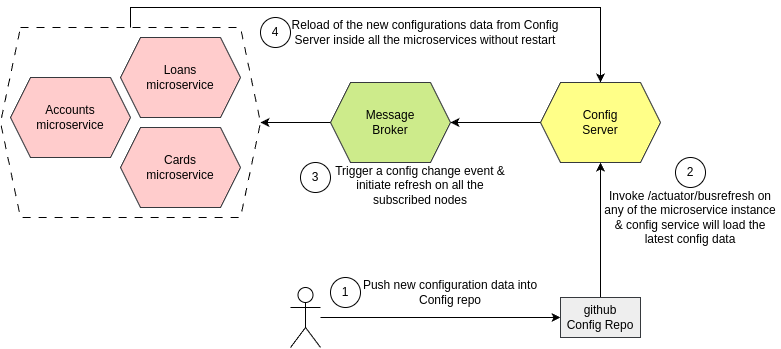 4
Reload of the new configurations data from Config
Server inside all the microservices without restart
Loans
microservice
Accounts
microservice
Cards
microservice
Message
Broker
Config
Server
3
Trigger a config change event &
initiate refresh on all the
subscribed nodes
2
Invoke /actuator/busrefresh on
any of the microservice instance
& config service will load the
latest config data
1
Push new configuration data into
Config repo
github
Config Repo